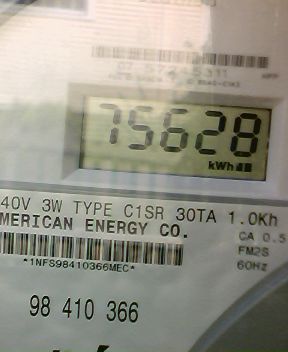 75628
kWh
40V 3W TYPE C1SR 30TA 1.0Kh
MERICAN ENERGY CO.
CA 0.5
*1NFS98410366MEC*
FM2S
60Hz
98 410 366